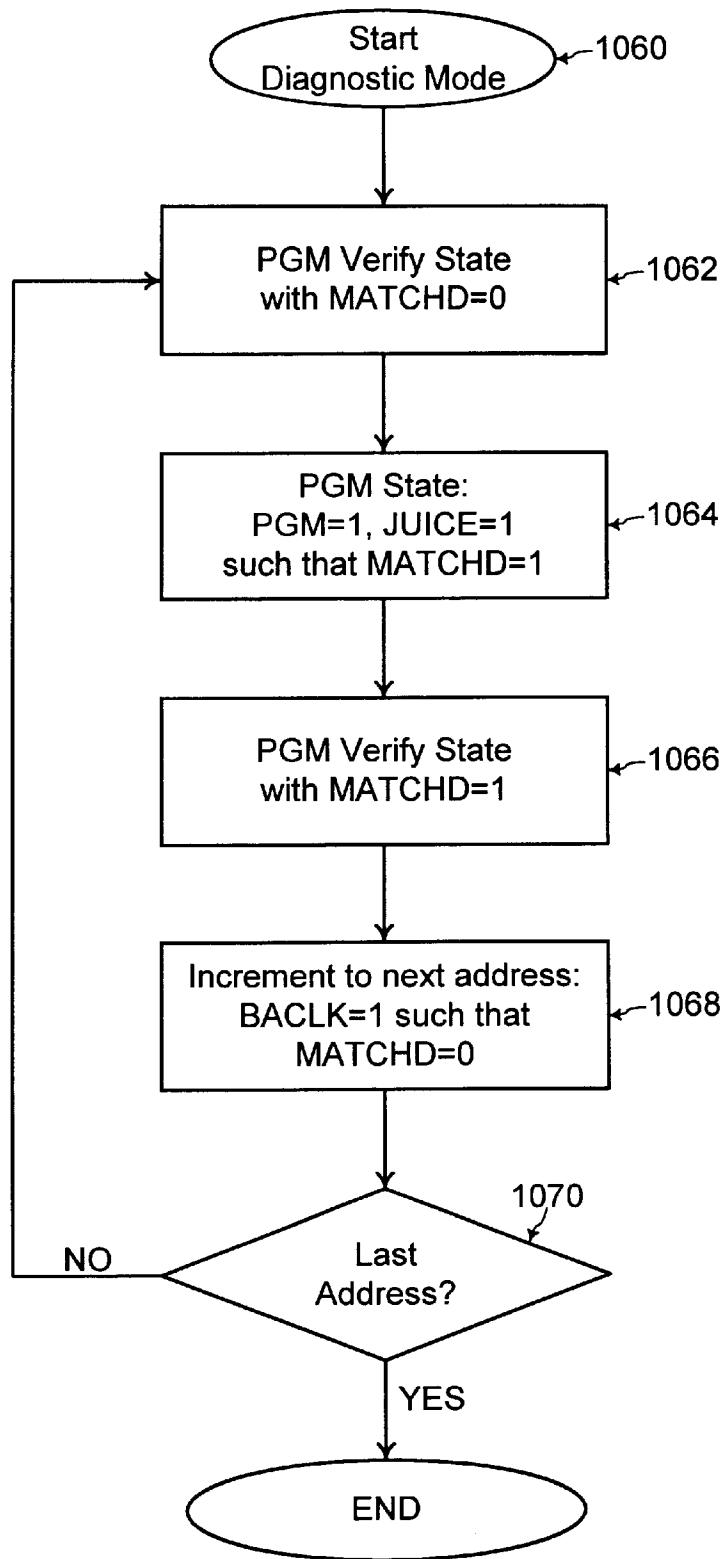 Start
Diagnostic Mode
1060
PGM Verify State
with MATCHD=0
1062
PGM State:
PGM=1, JUICE=1
such that MATCHD=1
1064
PGM Verify State
with MATCHD=1
1066
Increment to next address:
BACLK=1 such that
MATCHD=0
1068
1070
Last
Address?
NO
YES
END